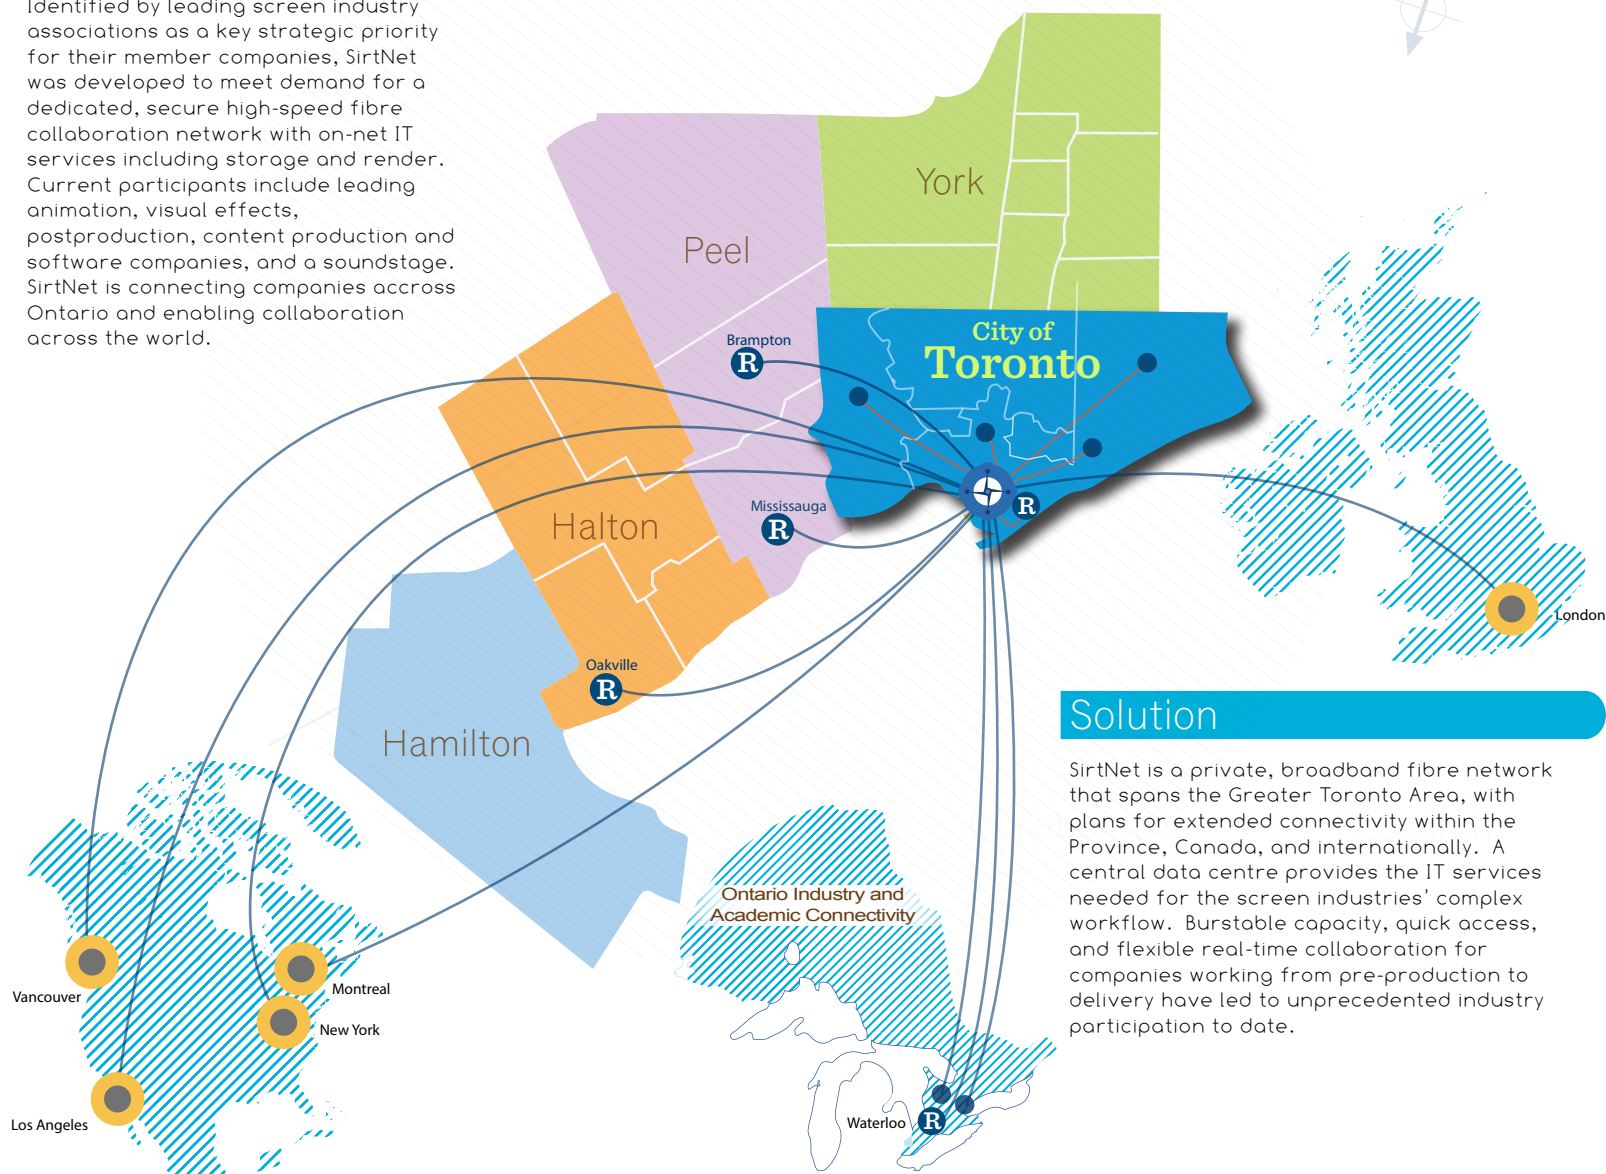 Identified by leading screen industry
associations as a key strategic priority
for their member companies, SirtNet
was developed to meet demand for a
dedicated, secure high-speed fibre
collaboration network with on-net IT
services including storage and render.
Current participants include leading
animation, visual effects,
postproduction, content production and
software companies, and a soundstage.
SirtNet is connecting companies accross
Ontario and enabling collaboration
across the world.
York
Peel
City of
Toronto
Brampton
R
Mississauga
R
R
Halton
Oakville
R
Hamilton
London
Solution
SirtNet is a private, broadband fibre network
that spans the Greater Toronto Area, with
plans for extended connectivity within the
Province, Canada, and internationally. A
central data centre provides the IT services
needed for the screen industries' complex
workflow. Burstable capacity, quick access,
and flexible real-time collaboration for
companies working from pre-production to
delivery have led to unprecedented industry
participation to date.
Ontario Industry and
Academic Connectivity
Vancouver
Montreal
New York
Los Angeles
Waterloo
R